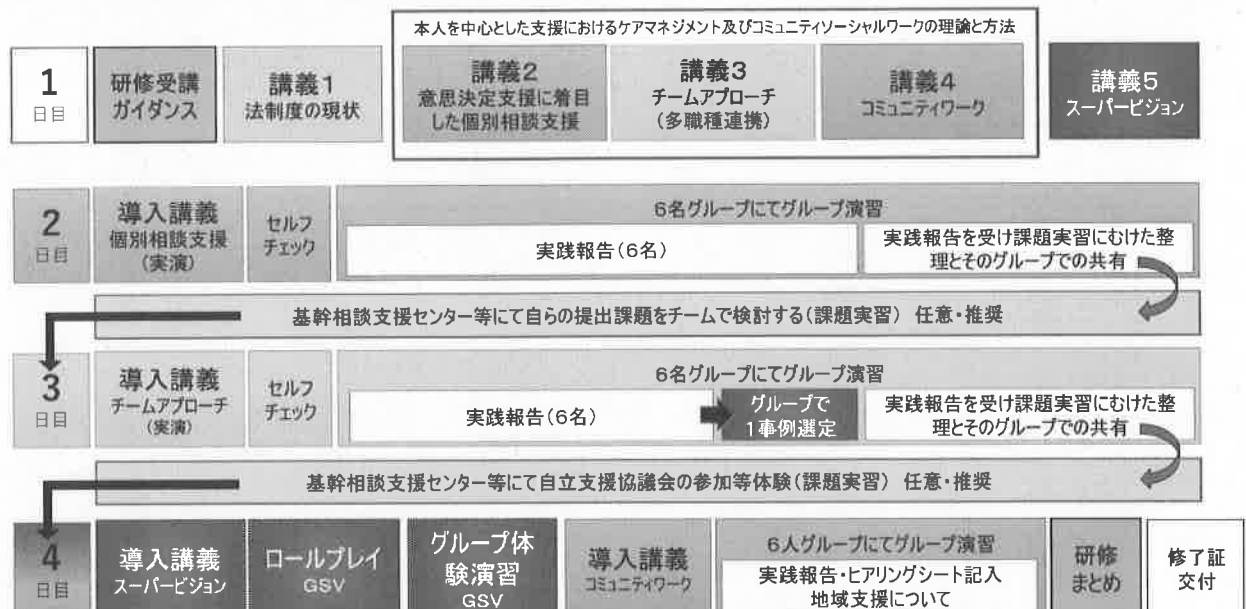 本人を中心とした支援におけるケアマネジメント及びコミュニティソーシャルワークの理論と方法
1
日目
研修受講
ガイダンス
講義1
法制度の現状
講義2
意思決定支援に着目
した個別相談支援
講義3
チームアプローチ
(多職種連携)
講義4
コミュニティワーク
講義5
スーパービジョン
2
日目
導入講義
個別相談支援
(実演)
セルフ
チェック
6名グループにてグループ演習
実践報告(6名)
実践報告を受け課題実習にむけた整
理とそのグループでの共有
基幹相談支援センター等にて自らの提出課題をチームで検討する(課題実習) 任意・推奨
3
日目
導入講義
チームアプローチ
(実演)
セルフ
チェック
6名グループにてグループ演習
実践報告(6名)
グループで
1事例選定
実践報告を受け課題実習にむけた整
理とそのグループでの共有
基幹相談支援センター等にて自立支援協議会の参加等体験(課題実習) 任意・推奨
4
日目
導入講義
スーパービジョン
ロールプレイ
GSV
グループ体
験演習
GSV
導入講義
コミュニティワーク
6人グループにてグループ演習
実践報告・ヒアリングシート記入
地域支援について
研修
まとめ
修了証
交付